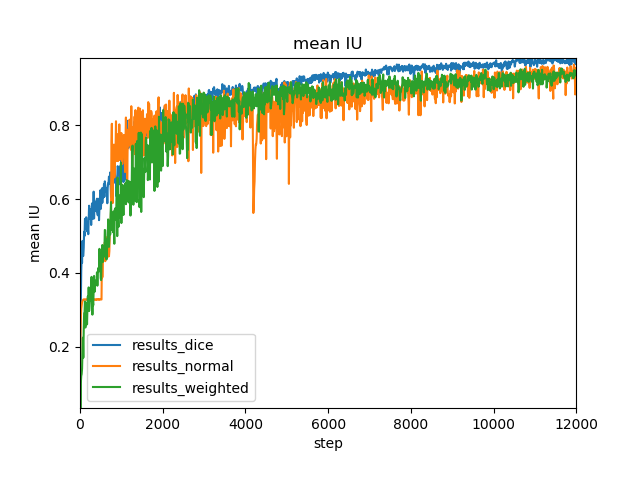 mean IU
mean IU
0.8
0.6
0.4
0.2
results_dice
results_normal
results_weighted
0 2000 4000 6000 8000 10000 12000
step